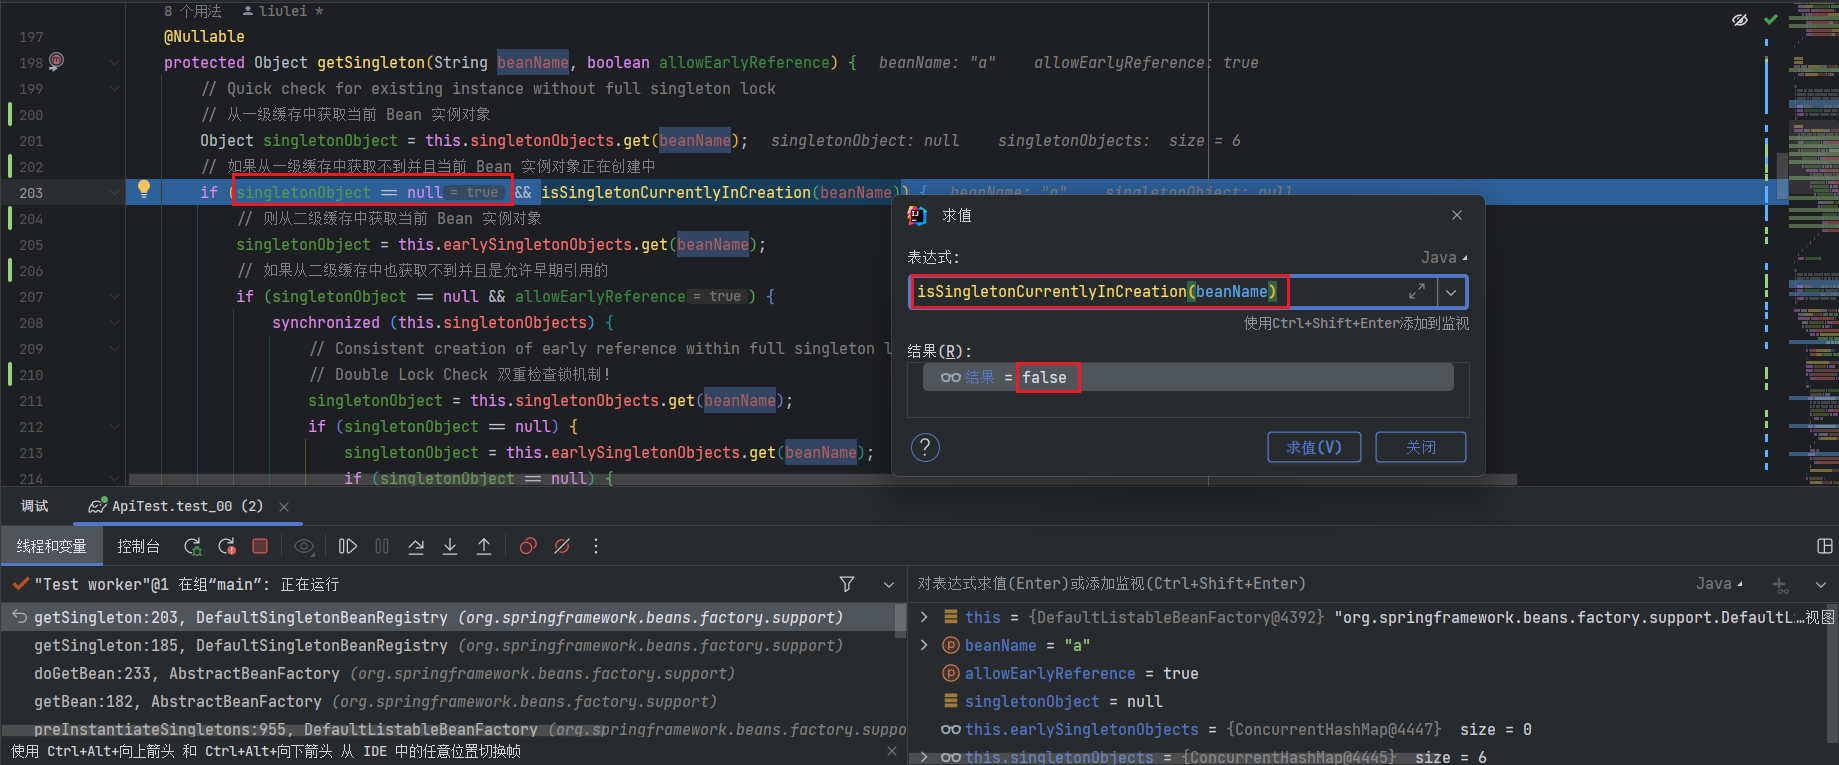 8 个用法 liulei *
197 @Nullable
198 protected Object getSingleton(String beanName, boolean allowEarlyReference) { beanName: "a" allowEarlyReference: true
199 // Quick check for existing instance without full singleton lock
200 // 从一级缓存中获取当前 Bean 实例对象
201 Object singletonObject = this.singletonObjects.get(beanName); singletonObject: null singletonObjects: size = 6
202 // 如果从一级缓存中获取不到并且当前 Bean 实例对象正在创建中
203 if (singletonObject == null = true && isSingletonCurrentlyInCreation(beanName)) { beanName: "a" singletonObject: null
204 // 则从二级缓存中获取当前 Bean 实例对象
205 singletonObject = this.earlySingletonObjects.get(beanName);
206 // 如果从二级缓存中也获取不到并且是允许早期引用的
207 if (singletonObject == null && allowEarlyReference = true ) {
208 synchronized (this.singletonObjects) {
209 // Consistent creation of early reference within full singleton l
210 // Double Lock Check 双重检查锁机制!
211 singletonObject = this.singletonObjects.get(beanName);
212 if (singletonObject == null) {
213 singletonObject = this.earlySingletonObjects.get(beanName);
214 if (singletonObject == null) {
求值
表达式: Java
isSingletonCurrentlyInCreation(beanName)
使用Ctrl+Shift+Enter添加到监视
结果(R):
结果 = false
? 求值(V) 关闭
调试 ApiTest.test_00 (2)
线程和变量 控制台
"Test worker"@1 在组“main”: 正在运行
getSingleton:203, DefaultSingletonBeanRegistry (org.springframework.beans.factory.support)
getSingleton:185, DefaultSingletonBeanRegistry (org.springframework.beans.factory.support)
doGetBean:233, AbstractBeanFactory (org.springframework.beans.factory.support)
getBean:182, AbstractBeanFactory (org.springframework.beans.factory.support)
preInstantiateSingletons:955, DefaultListableBeanFactory (org.springframework.beans.factory.suppo
使用 Ctrl+Alt+向上箭头 和 Ctrl+Alt+向下箭头 从 IDE 中的任意位置切换帧
对表达式求值(Enter)或添加监视(Ctrl+Shift+Enter) Java
this = {DefaultListableBeanFactory@4392} "org.springframework.beans.factory.support.DefaultL...视图
beanName = "a"
allowEarlyReference = true
singletonObject = null
this.earlySingletonObjects = {ConcurrentHashMap@4447} size = 0
this.singletonObjects = {ConcurrentHashMap@4445} size = 6